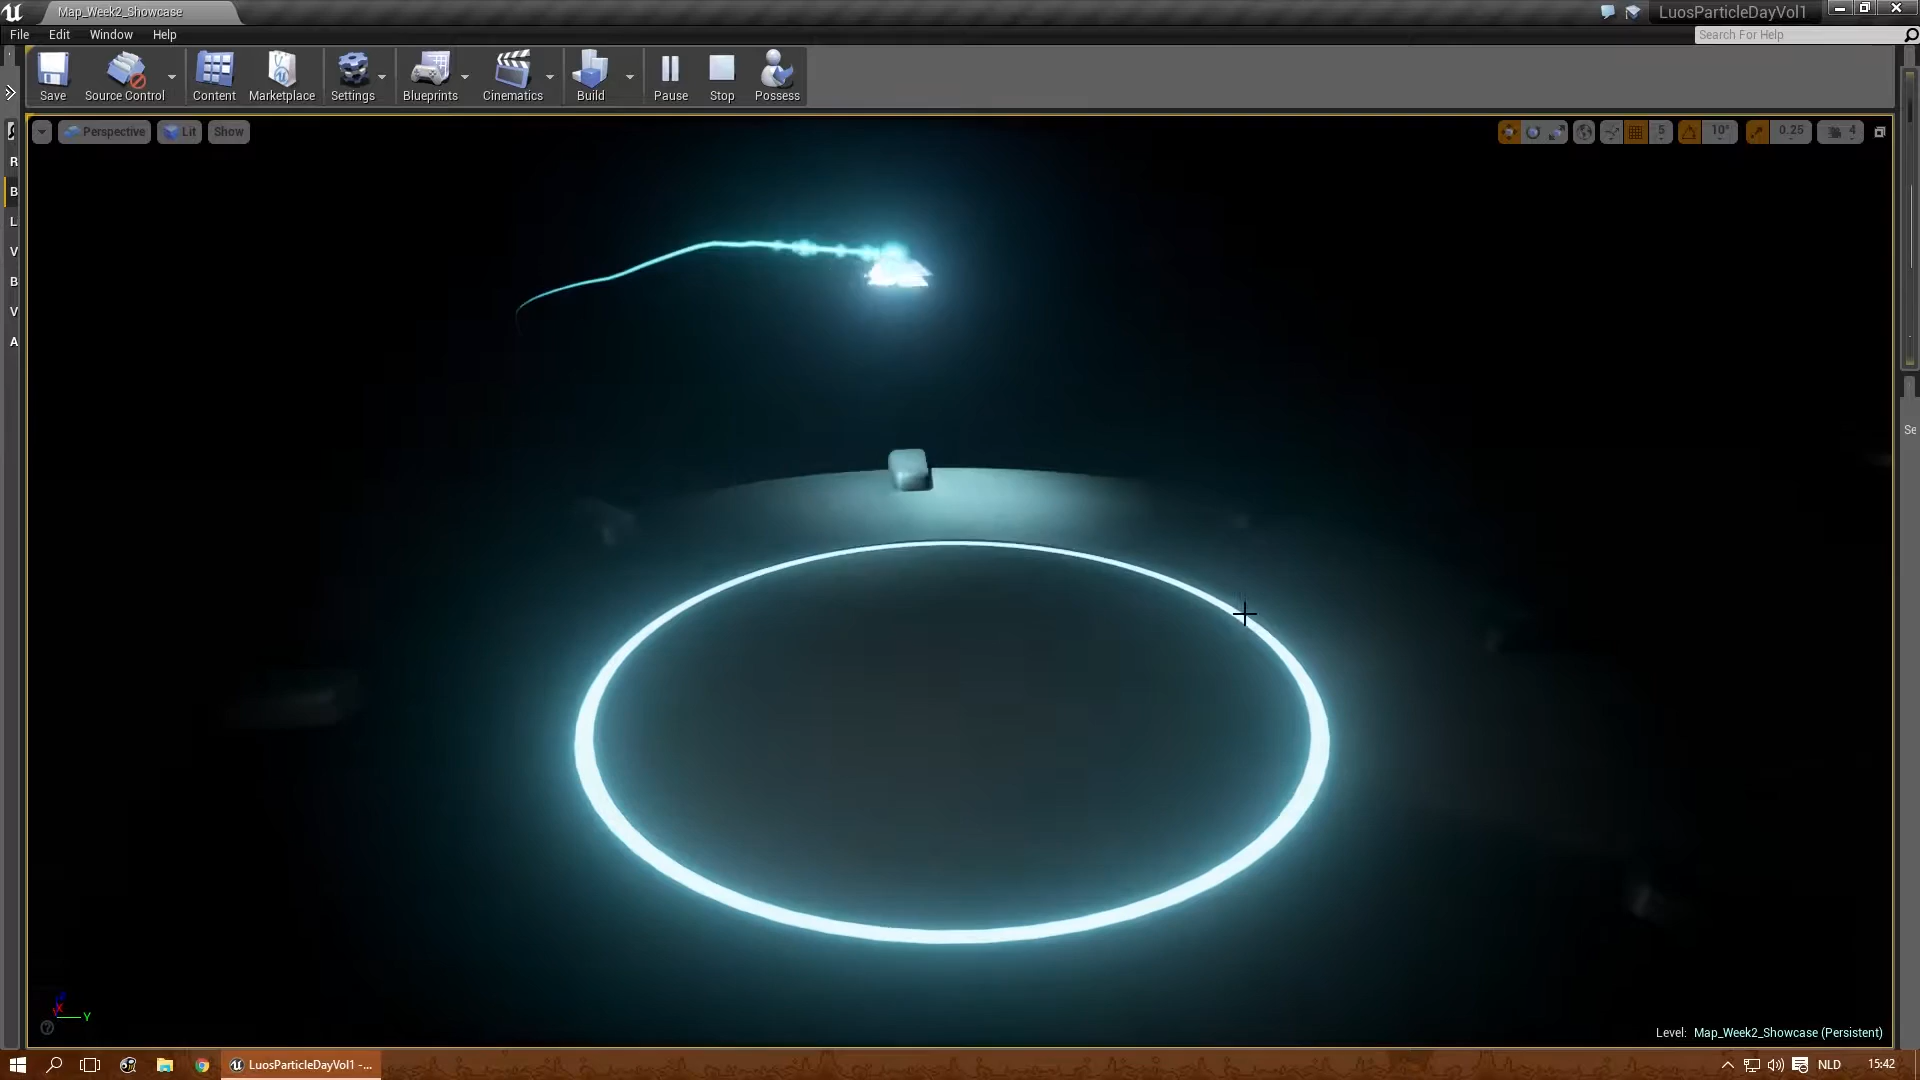 Map_Week2_Showcase
LuosParticleDayVol1
File Edit Window Help
Search For Help
Save Source Control Content Marketplace Settings Blueprints Cinematics Build Pause Stop Possess
Perspective Lit Show
5 10° 0.25 4
R
B
L
V
B
V
A
Se
X
Y
Level: Map_Week2_Showcase (Persistent)
LuosParticleDayVol1 -...
NLD 15:42